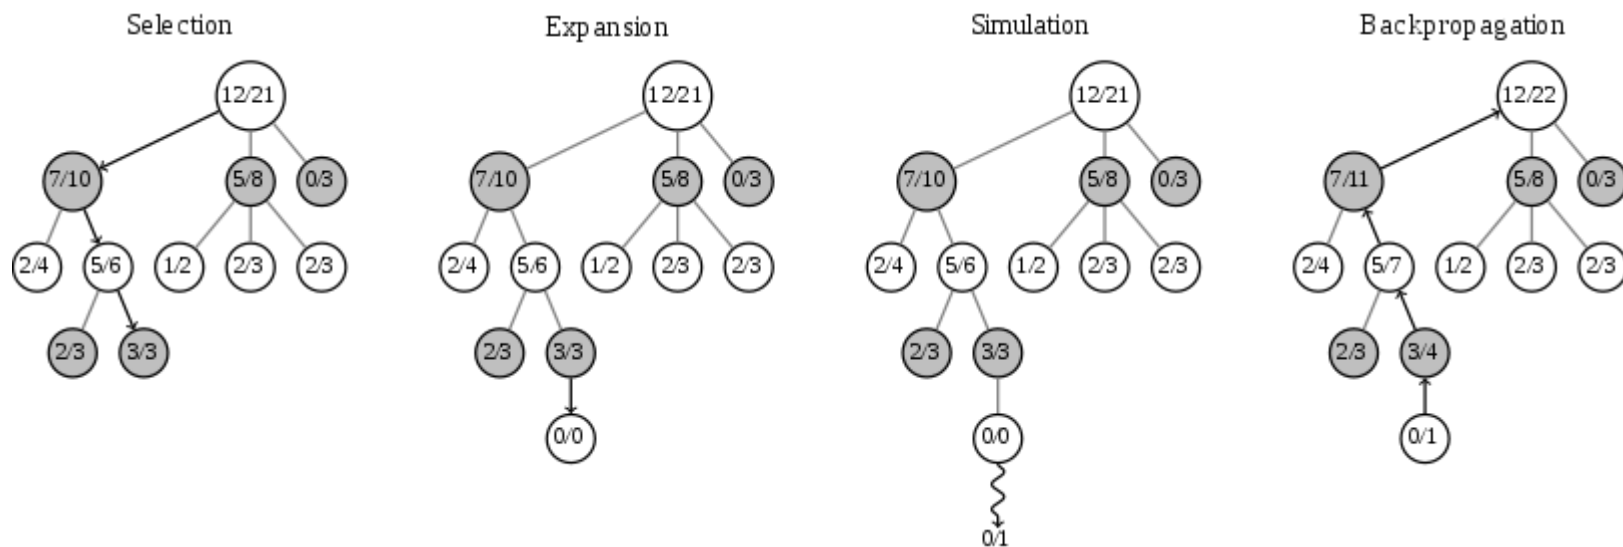 Selection Expansion Simulation Backpropagation
12/21 12/21 12/21 12/22
7/10 5/8 0/3 7/10 5/8 0/3 7/10 5/8 0/3 7/11 5/8 0/3
2/4 5/6 1/2 2/3 2/3 2/4 5/6 1/2 2/3 2/3 2/4 5/6 1/2 2/3 2/3 2/4 5/7 1/2 2/3 2/3
2/3 3/3 2/3 3/3 2/3 3/3 2/3 3/4
0/0 0/0 0/1
0/1